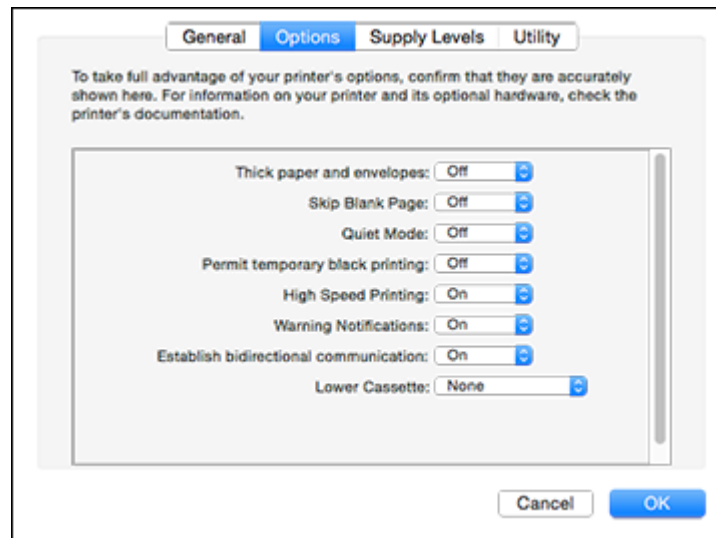 General Options Supply Levels Utility
To take full advantage of your printer's options, confirm that they are accurately
shown here. For information on your printer and its optional hardware, check the
printer's documentation.
Thick paper and envelopes: Off
Skip Blank Page: Off
Quiet Mode: Off
Permit temporary black printing: Off
High Speed Printing: On
Warning Notifications: On
Establish bidirectional communication: On
Lower Cassette: None
Cancel OK